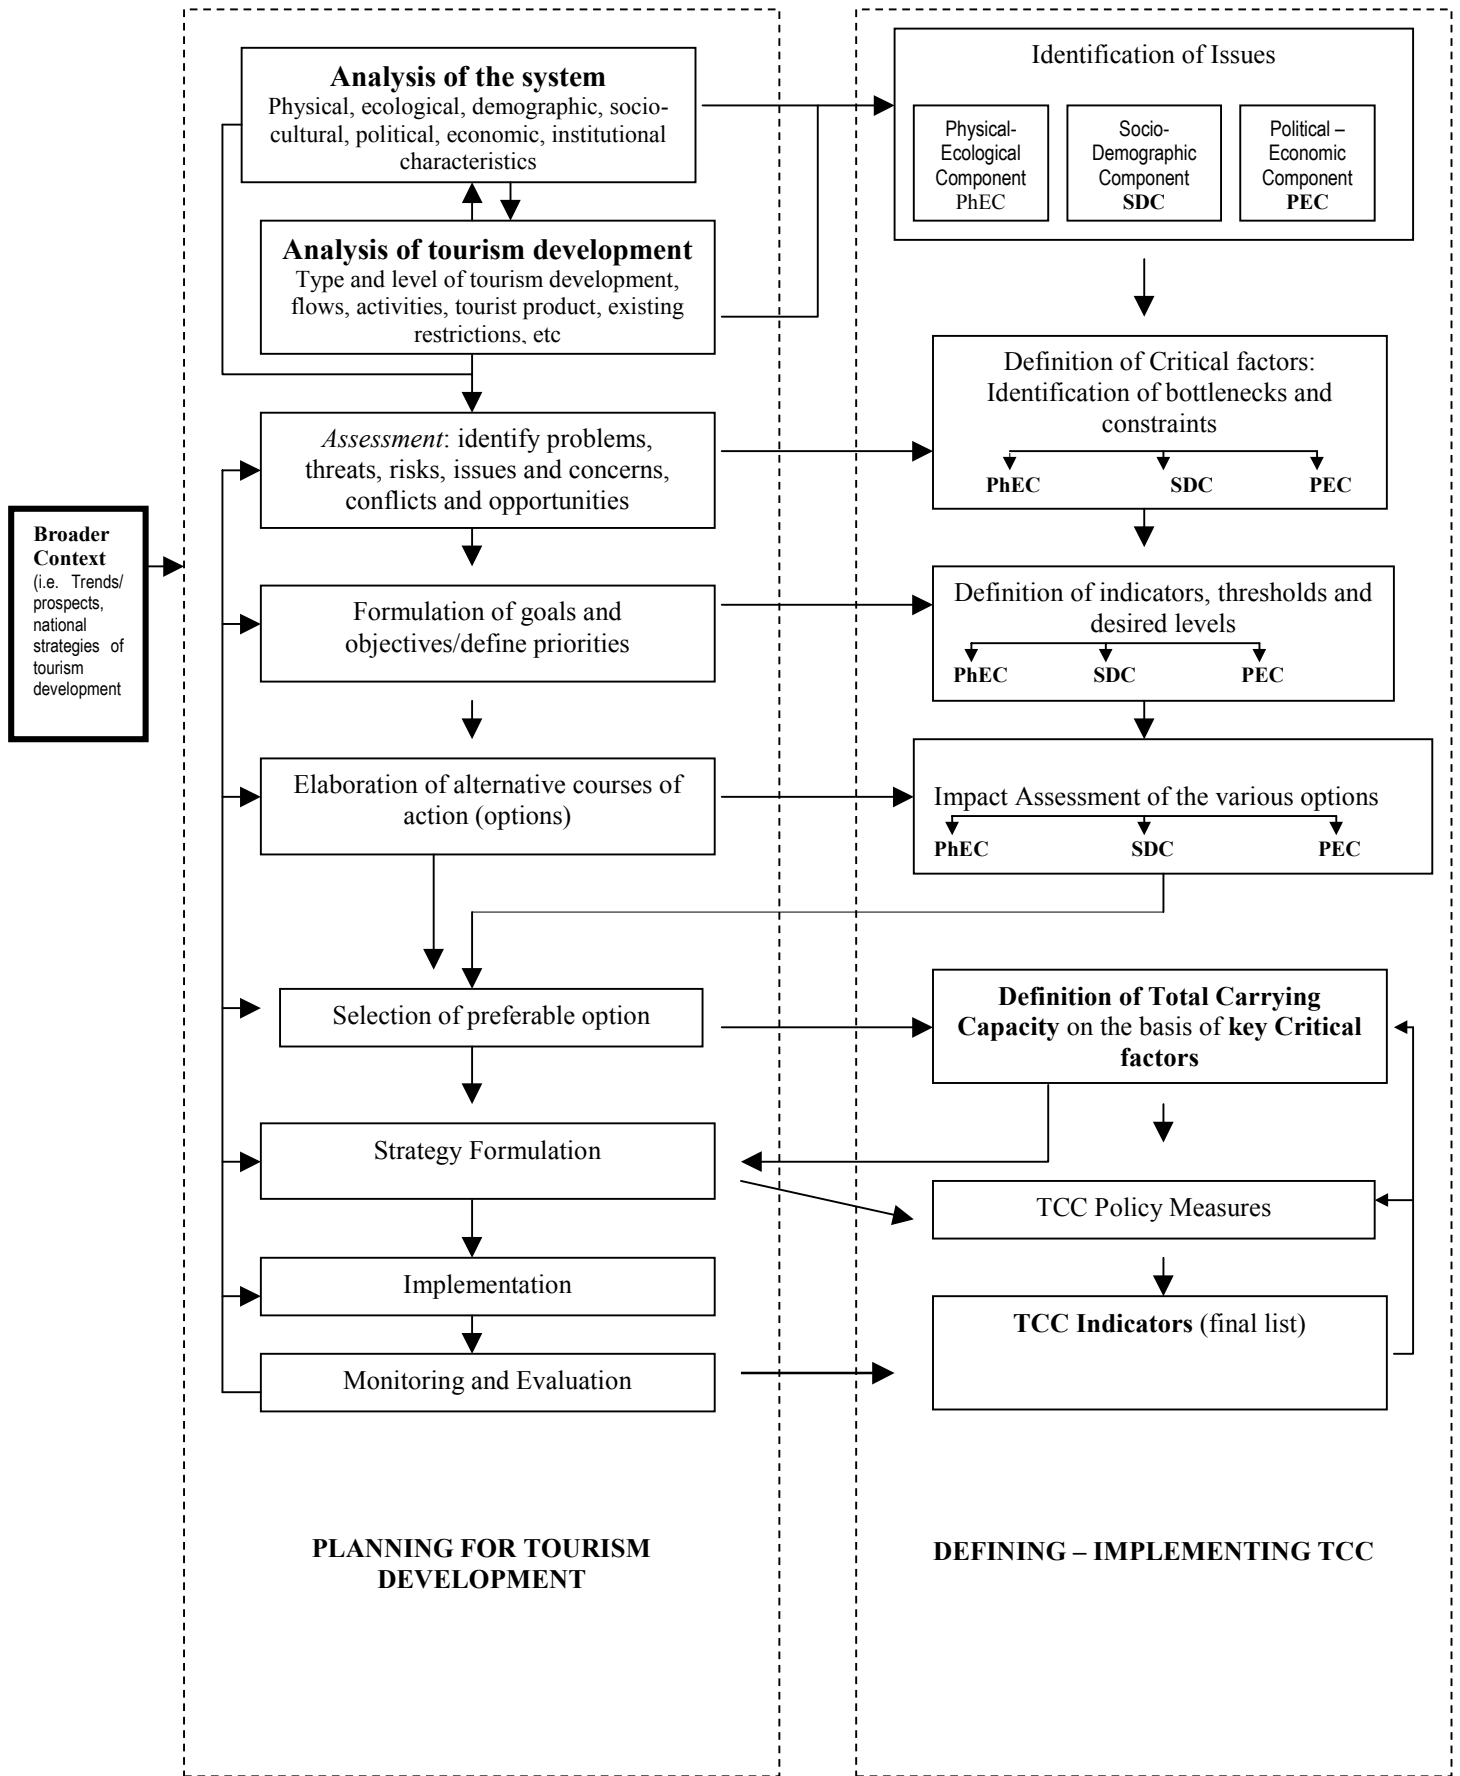 Analysis of the system
Physical, ecological, demographic, socio-
cultural, political, economic, institutional
characteristics
Analysis of tourism development
Type and level of tourism development,
flows, activities, tourist product, existing
restrictions, etc
Assessment: identify problems,
threats, risks, issues and concerns,
conflicts and opportunities
Broader
Context
(i.e. Trends/
prospects,
national
strategies of
tourism
development
Formulation of goals and
objectives/define priorities
Elaboration of alternative courses of
action (options)
Selection of preferable option
Strategy Formulation
Implementation
Monitoring and Evaluation
PLANNING FOR TOURISM
DEVELOPMENT
Identification of Issues
Physical-
Ecological
Component
PhEC
Socio-
Demographic
Component
SDC
Political –
Economic
Component
PEC
Definition of Critical factors:
Identification of bottlenecks and
constraints
PhEC SDC PEC
Definition of indicators, thresholds and
desired levels
PhEC SDC PEC
Impact Assessment of the various options
PhEC SDC PEC
Definition of Total Carrying
Capacity on the basis of key Critical
factors
TCC Policy Measures
TCC Indicators (final list)
DEFINING – IMPLEMENTING TCC